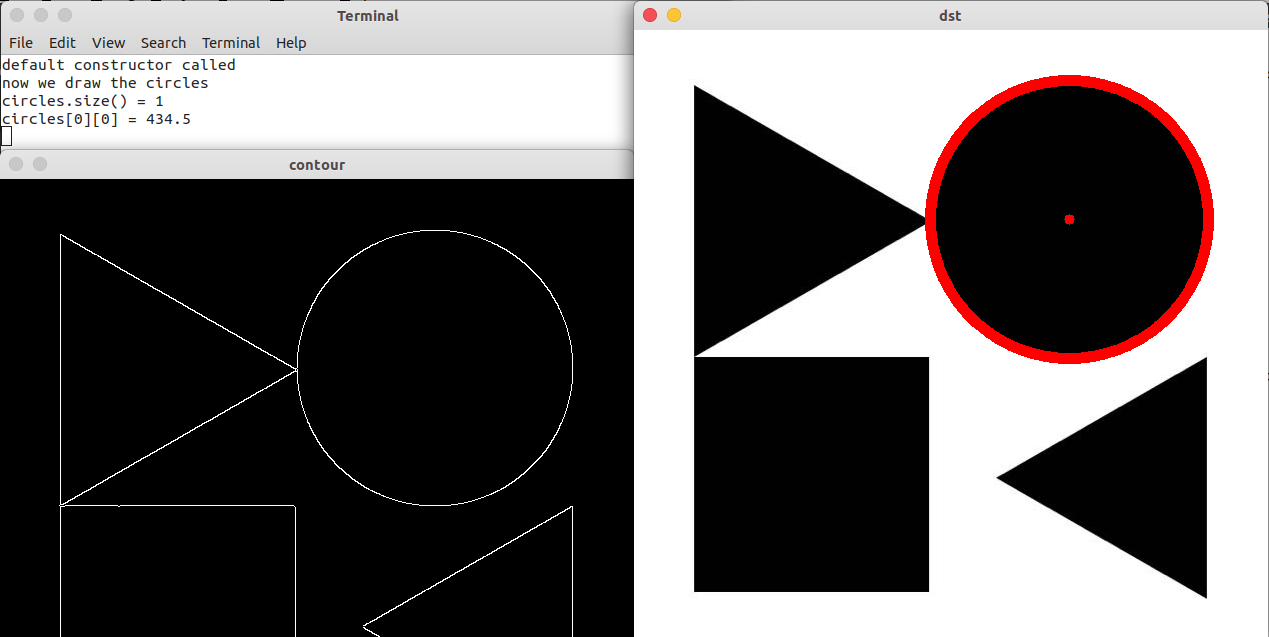 Terminal
File Edit View Search Terminal Help
default constructor called
now we draw the circles
circles.size() = 1
circles[0][0] = 434.5
contour
dst